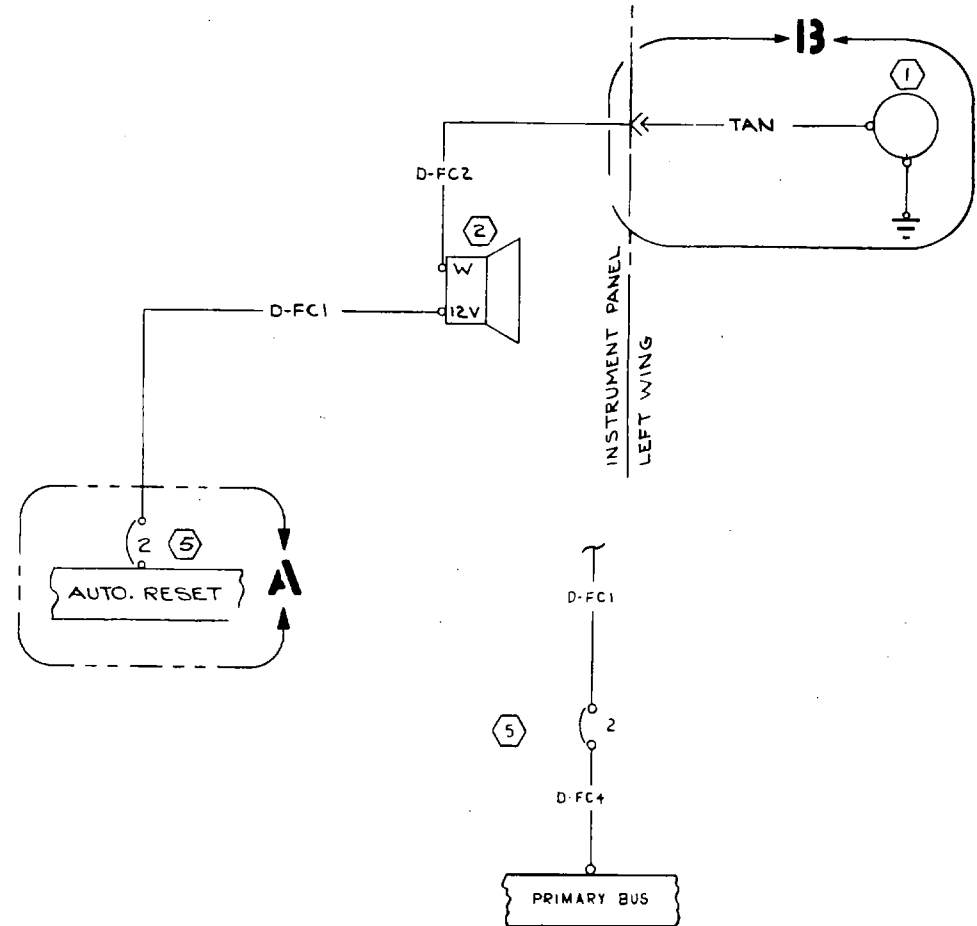 B
1
TAN
D-FC2
2
W
12V
D-FC1
INSTRUMENT PANEL
LEFT WING
2
5
A
AUTO. RESET
D-FC1
5
2
D-FC4
PRIMARY BUS